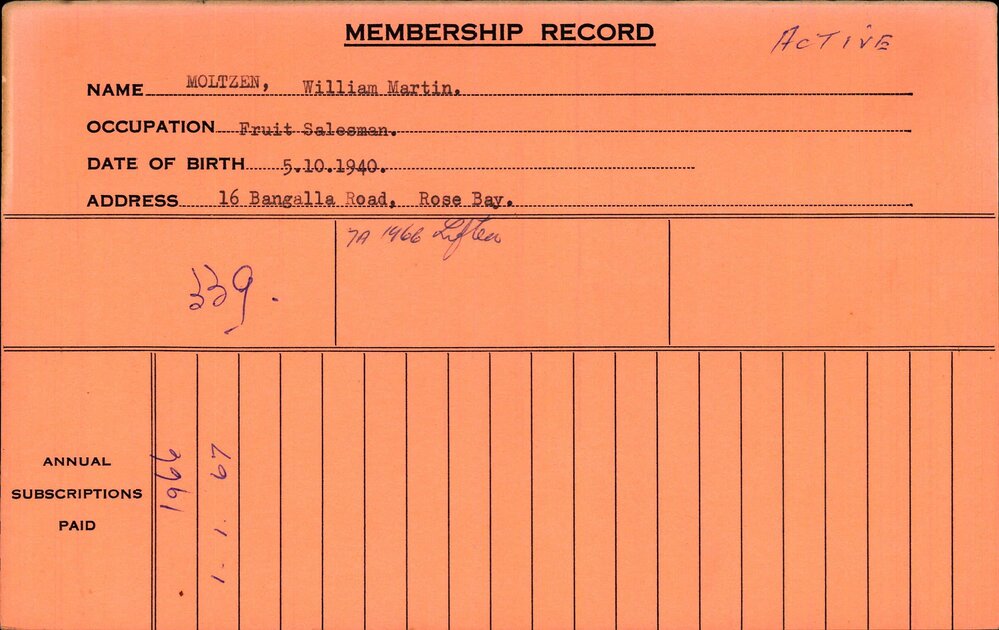 MEMBERSHIP RECORD
ACTIVE
NAME MOLTZEN, William Martin.
OCCUPATION Fruit Salesman.
DATE OF BIRTH 5.10.1940.
ADDRESS 16 Bangalla Road, Rose Bay.
339.
7A 1966
ANNUAL
SUBSCRIPTIONS
PAID
1966
1.1.67